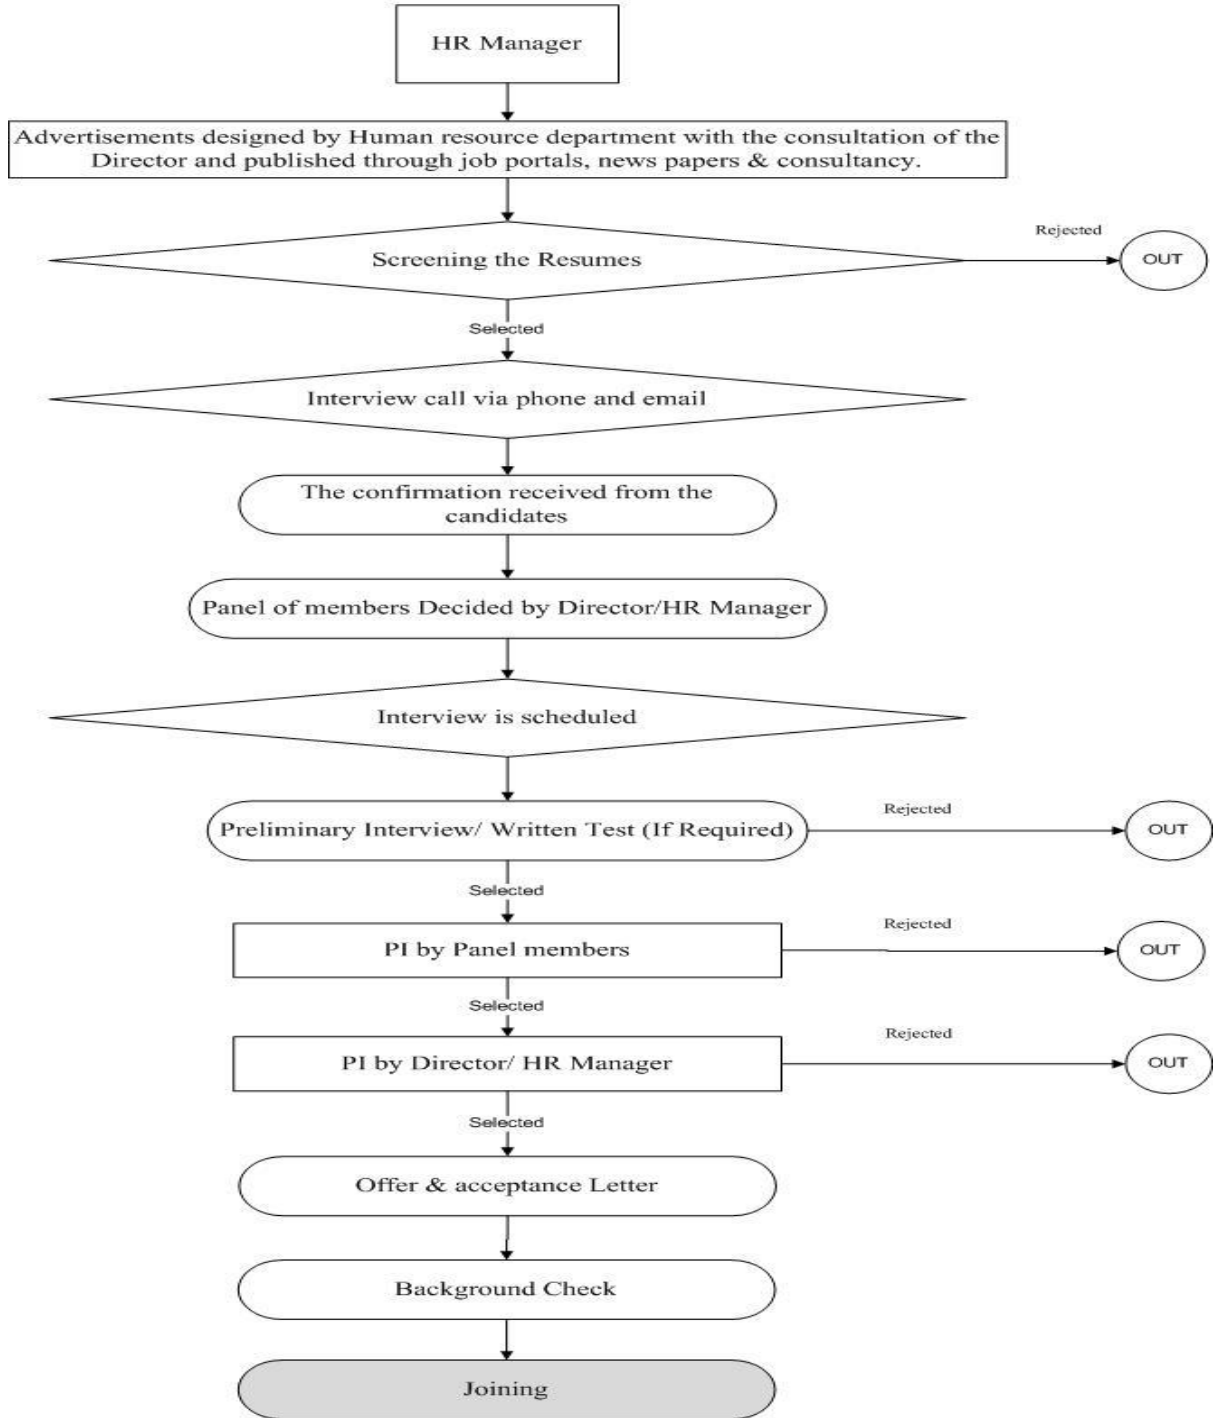 HR Manager
Advertisements designed by Human resource department with the consultation of the
Director and published through job portals, news papers & consultancy.
Rejected
Screening the Resumes
OUT
Selected
Interview call via phone and email
The confirmation received from the
candidates
Panel of members Decided by Director/HR Manager
Interview is scheduled
Rejected
Preliminary Interview/ Written Test (If Required)
OUT
Selected
Rejected
PI by Panel members
OUT
Selected
Rejected
PI by Director/ HR Manager
OUT
Selected
Offer & acceptance Letter
Background Check
Joining